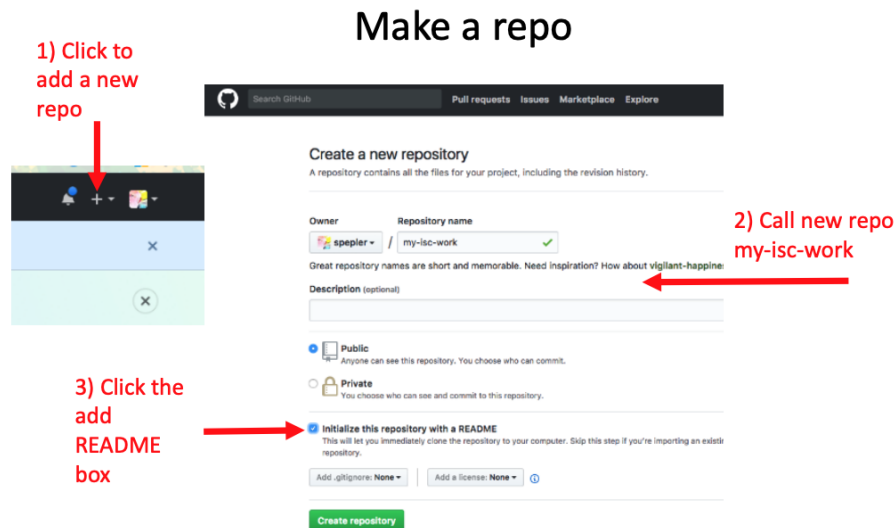 Make a repo
1) Click to
add a new
repo
Search GitHub
Pull requests Issues Marketplace Explore
Create a new repository
A repository contains all the files for your project, including the revision history.
Owner Repository name
spepler / my-isc-work
Great repository names are short and memorable. Need inspiration? How about vigilant-happines
Description (optional)
2) Call new repo
my-isc-work
Public
Anyone can see this repository. You choose who can commit.
Private
You choose who can see and commit to this repository.
3) Click the
add
README
box
Initialize this repository with a README
This will let you immediately clone the repository to your computer. Skip this step if you're importing an existin
repository.
Add .gitignore: None Add a license: None
Create repository